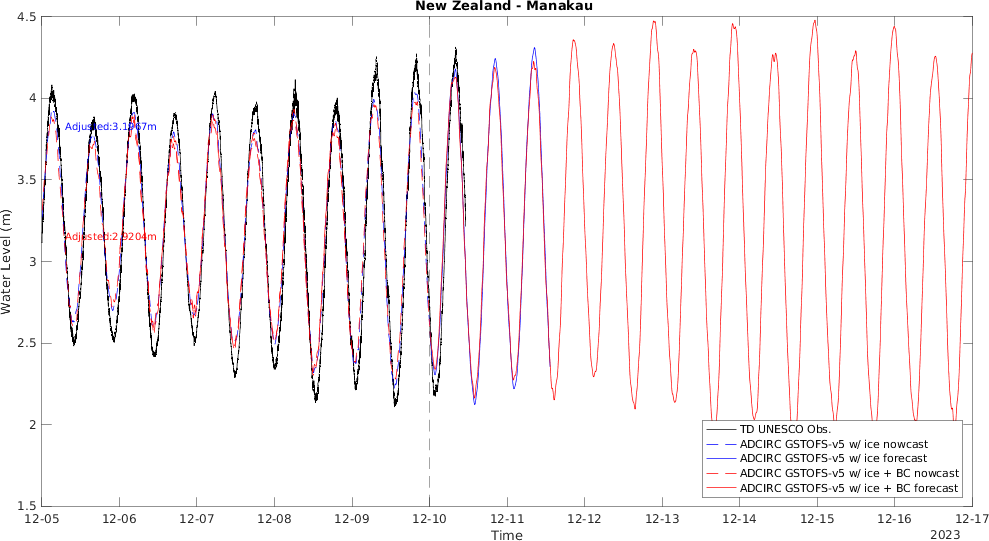 New Zealand - Manakau
4.5
4
3.5
3
2.5
2
1.5
Water Level (m)
Adjusted:3.1967m
Adjusted:2.9204m
TD UNESCO Obs.
ADCIRC GSTOFS-v5 w/ ice nowcast
ADCIRC GSTOFS-v5 w/ ice forecast
ADCIRC GSTOFS-v5 w/ ice + BC nowcast
ADCIRC GSTOFS-v5 w/ ice + BC forecast
12-05 12-06 12-07 12-08 12-09 12-10 12-11 12-12 12-13 12-14 12-15 12-16 12-17
Time
2023